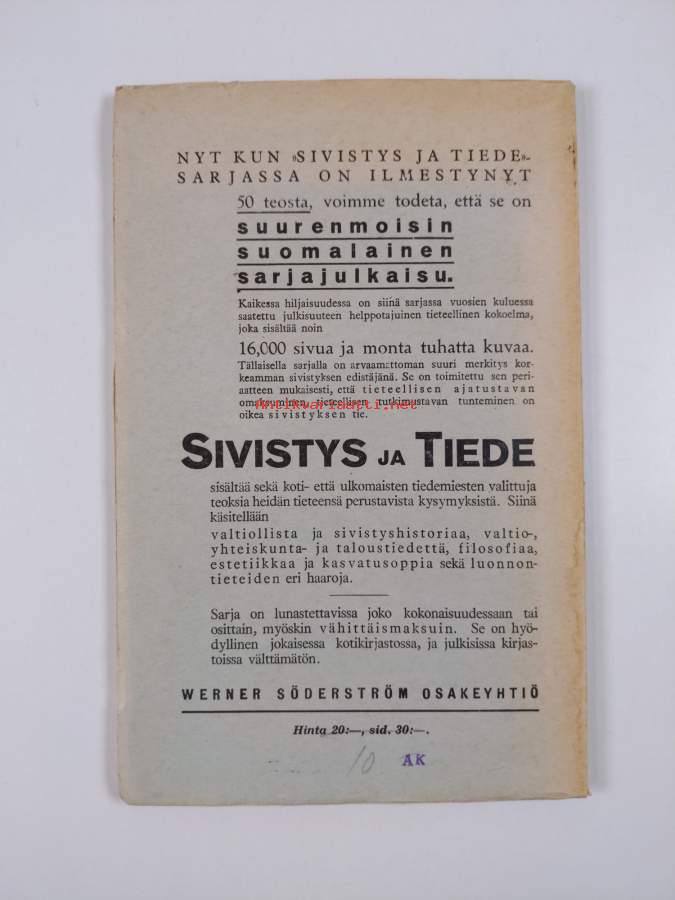 NYT KUN »SIVISTYS JA TIEDE»-
SARJASSA ON ILMESTYNYT
50 teosta, voimme todeta, että se on
suurenmoisin
suomalainen
sarjajulkaisu.
Kaikessa hiljaisuudessa on siinä sarjassa vuosien kuluessa
saatettu julkisuuteen helppotajuinen tieteellinen kokoelma,
joka sisältää noin
16,000 sivua ja monta tuhatta kuvaa.
Tällaisella sarjalla on arvaamattoman suuri merkitys kor-
keamman sivistyksen edistäjänä. Se on toimitettu sen peri-
aatteen mukaisesti, että tieteellisen ajatustavan
omaksuminen, tieteellisen tutkimustavan tunteminen on
oikea sivistyksen tie.
Antikvariaatti.net
SIVISTYS JA TIEDE
sisältää sekä koti- että ulkomaisten tiedemiesten valittuja
teoksia heidän tieteensä perustavista kysymyksistä. Siinä
käsitellään
valtiollista ja sivistyshistoriaa, valtio-,
yhteiskunta- ja taloustiedettä, filosofiaa,
estetiikkaa ja kasvatusoppia sekä luonnon-
tieteiden eri haaroja.
Sarja on lunastettavissa joko kokonaisuudessaan tai
osittain, myöskin vähittäismaksuin. Se on hyö-
dyllinen jokaisessa kotikirjastossa, ja julkisissa kirjas-
toissa välttämätön.
WERNER SÖDERSTRÖM OSAKEYHTIÖ
Hinta 20:—, sid. 30:—.
10 AK